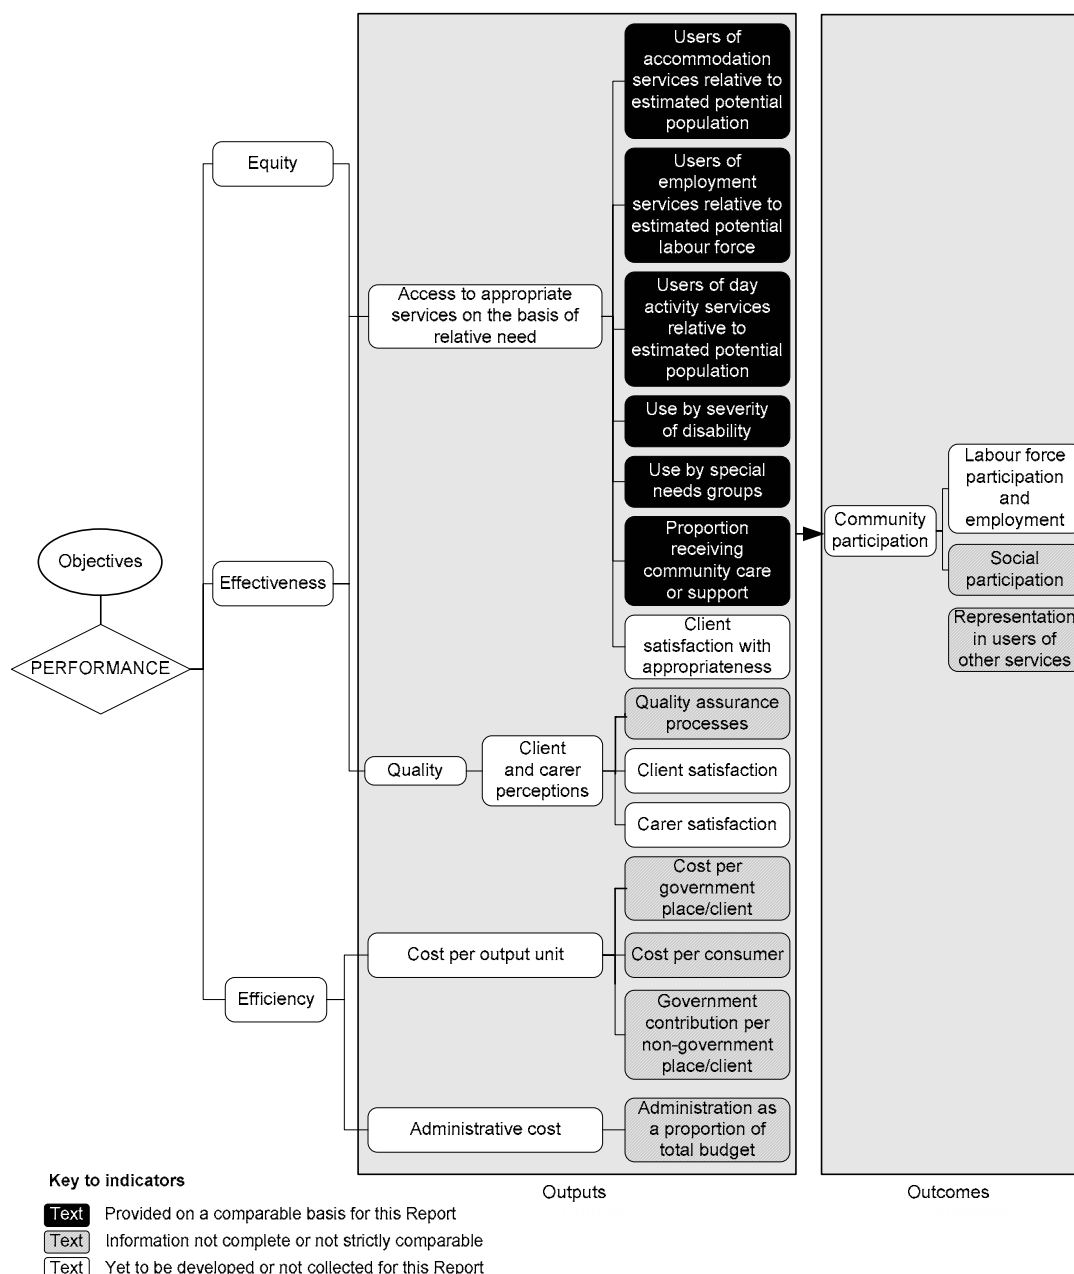 Objectives
PERFORMANCE
Equity
Effectiveness
Efficiency
Access to appropriate
services on the basis of
relative need
Quality
Client
and carer
perceptions
Cost per output unit
Administrative cost
Users of
accommodation
services relative to
estimated potential
population
Users of
employment
services relative to
estimated potential
labour force
Users of day
activity services
relative to
estimated potential
population
Use by severity
of disability
Use by special
needs groups
Proportion
receiving
community care
or support
Client
satisfaction with
appropriateness
Quality assurance
processes
Client satisfaction
Carer satisfaction
Cost per
government
place/client
Cost per consumer
Government
contribution per
non-government
place/client
Administration as
a proportion of
total budget
Outputs
Community
participation
Labour force
participation
and
employment
Social
participation
Representation
in users of
other services
Outcomes
Key to indicators
Text Provided on a comparable basis for this Report
Text Information not complete or not strictly comparable
Text Yet to be developed or not collected for this Report